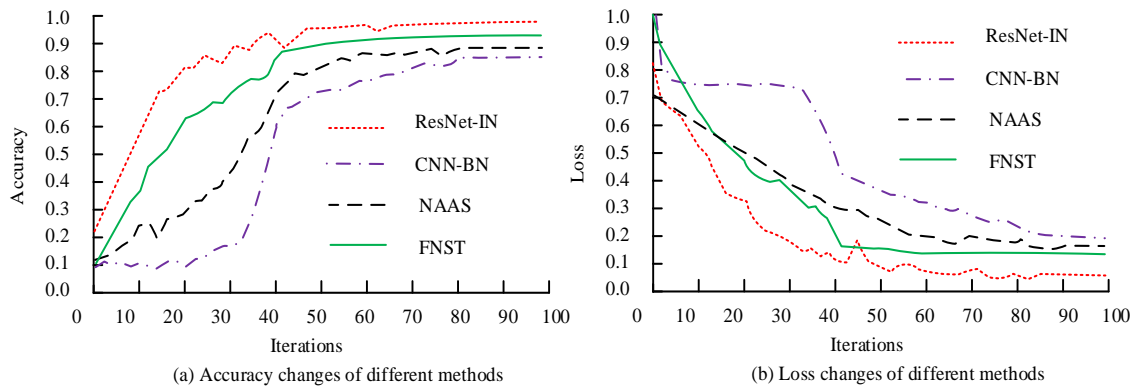 1.0
0.9
0.8
0.7
0.6
0.5
0.4
0.3
0.2
0.1
0.0
Accuracy
ResNet-IN
CNN-BN
NAAS
FNST
0 10 20 30 40 50 60 70 80 90 100
Iterations
(a) Accuracy changes of different methods
1.0
0.9
0.8
0.7
0.6
0.5
0.4
0.3
0.2
0.1
0.0
Loss
ResNet-IN
CNN-BN
NAAS
FNST
0 10 20 30 40 50 60 70 80 90 100
Iterations
(b) Loss changes of different methods